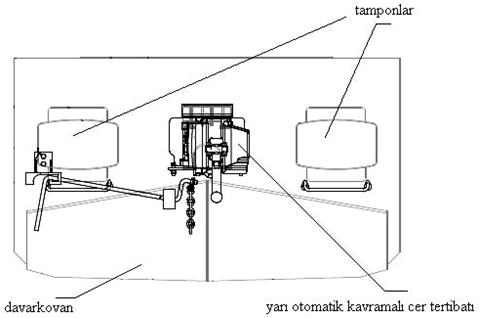 tamponlar
davarkovan
yarı otomatik kavramalı cer tertibatı